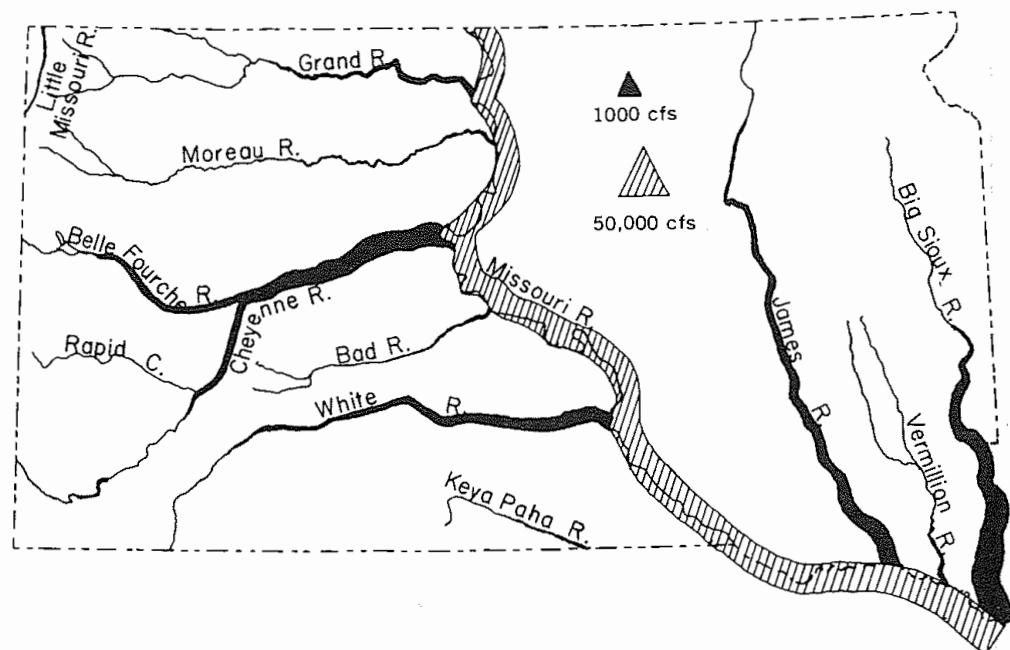 Little
Missouri R.
Grand R.
1000 cfs
Moreau R.
50,000 cfs
Big Sioux R.
Belle Fourche R.
Missouri R.
Cheyenne R.
James R.
Rapid C.
Bad R.
White R.
Vermillian R.
Keya Paha R.